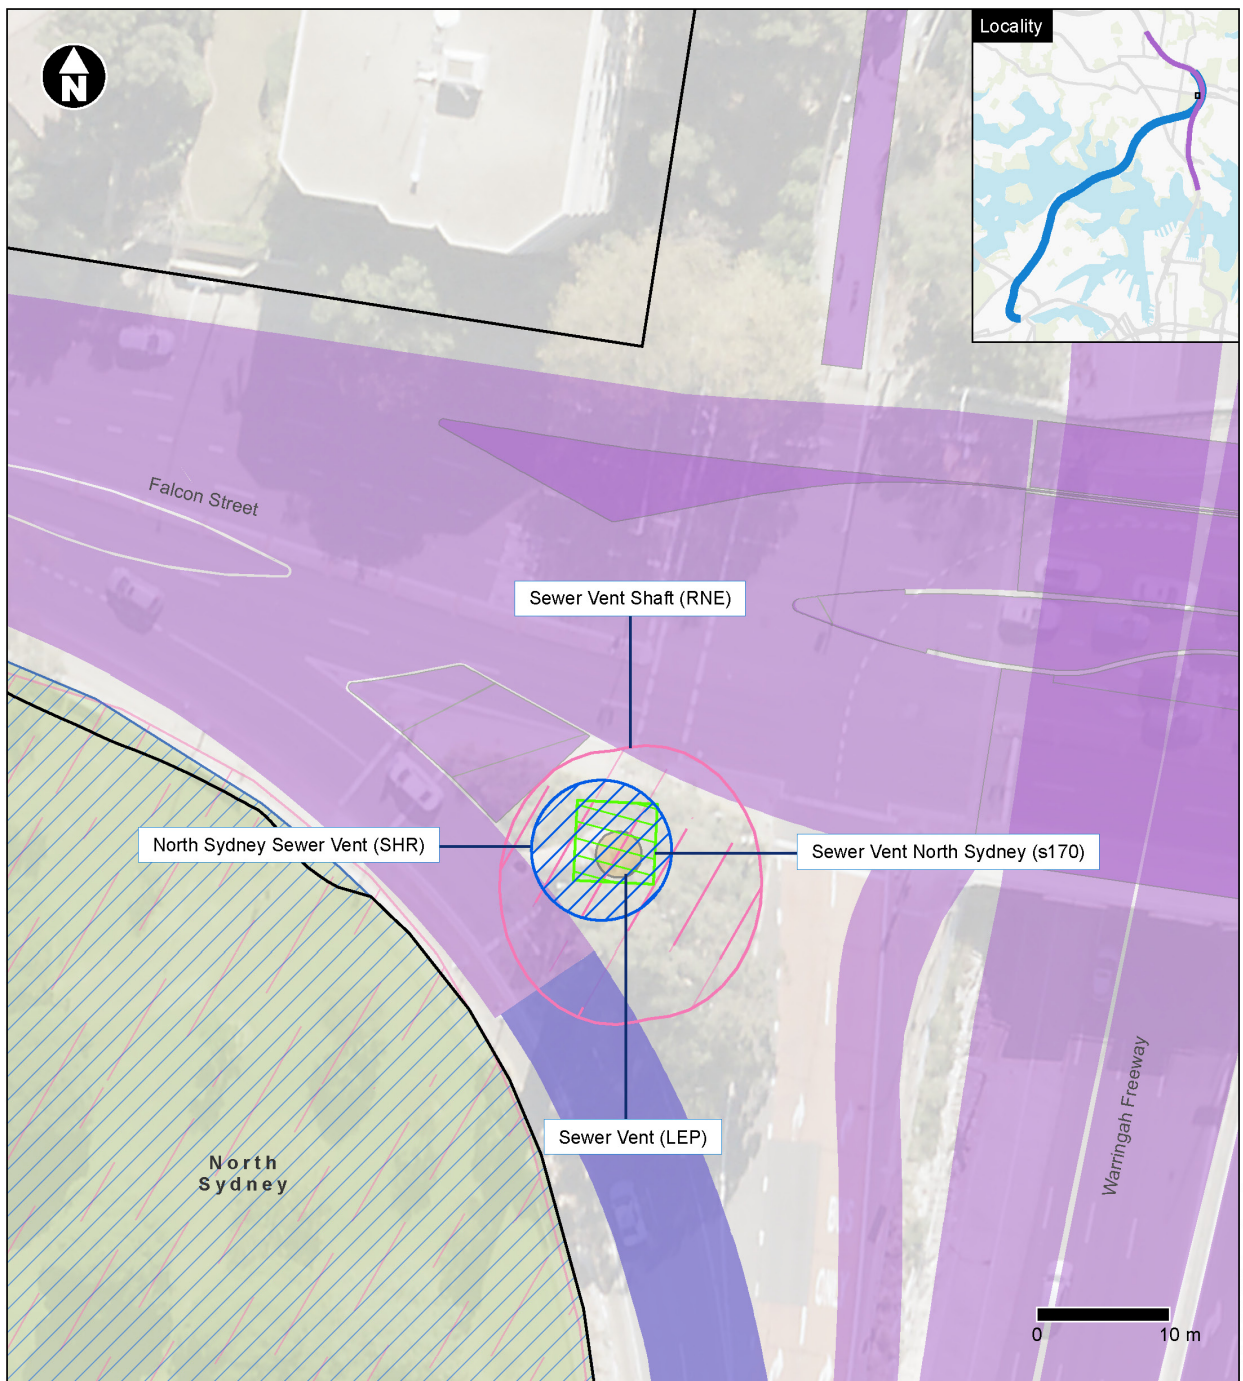 N
Locality
Falcon Street
Sewer Vent Shaft (RNE)
North Sydney Sewer Vent (SHR)
Sewer Vent North Sydney (s170)
Sewer Vent (LEP)
North
Sydney
Warringah Freeway
0
10 m